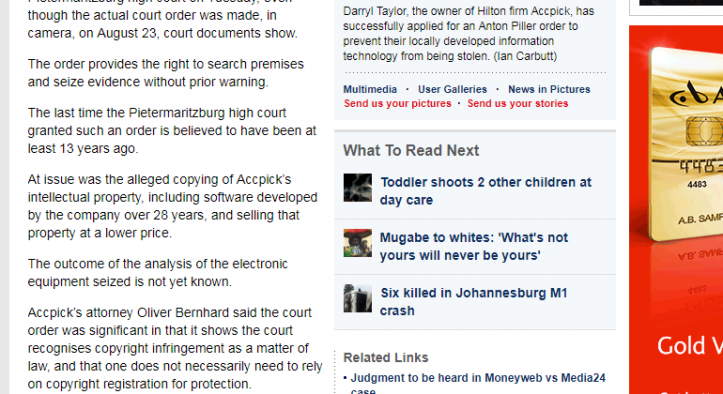 though the actual court order was made, in
camera, on August 23, court documents show.
The order provides the right to search premises
and seize evidence without prior warning.
The last time the Pietermaritzburg high court
granted such an order is believed to have been at
least 13 years ago.
At issue was the alleged copying of Accpick's
intellectual property, including software developed
by the company over 28 years, and selling that
property at a lower price.
The outcome of the analysis of the electronic
equipment seized is not yet known.
Accpick's attorney Oliver Bernhard said the court
order was significant in that it shows the court
recognises copyright infringement as a matter of
law, and that one does not necessarily need to rely
on copyright registration for protection.
Darryl Taylor, the owner of Hilton firm Accpick, has
successfully applied for an Anton Piller order to
prevent their locally developed information
technology from being stolen. (Ian Carbutt)
Multimedia · User Galleries · News in Pictures
Send us your pictures · Send us your stories
What To Read Next
Toddler shoots 2 other children at
day care
Mugabe to whites: 'What's not
yours will never be yours'
Six killed in Johannesburg M1
crash
Related Links
• Judgment to be heard in Moneyweb vs Media24
case
4483
A.B. SAMP
Gold V